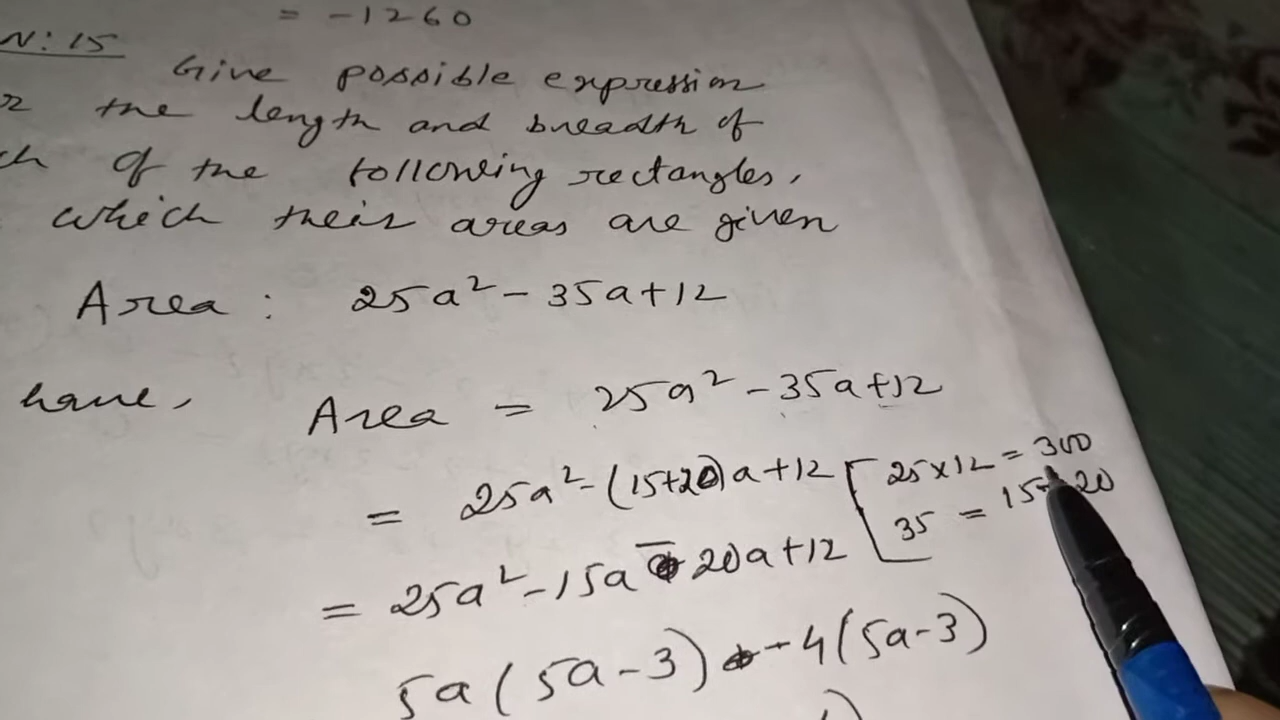 = -1260
N: 15
Give possible expression
the length and breadth of
of the following rectangles,
which their areas are given
Area : 25a² - 35a+12
have, Area = 25a² - 35a+12
= 25a² - (15+20)a+12 [ 25×12 = 300
35 = 15+20
= 25a² - 15a - 20a+12
5a (5a-3) - 4(5a-3)